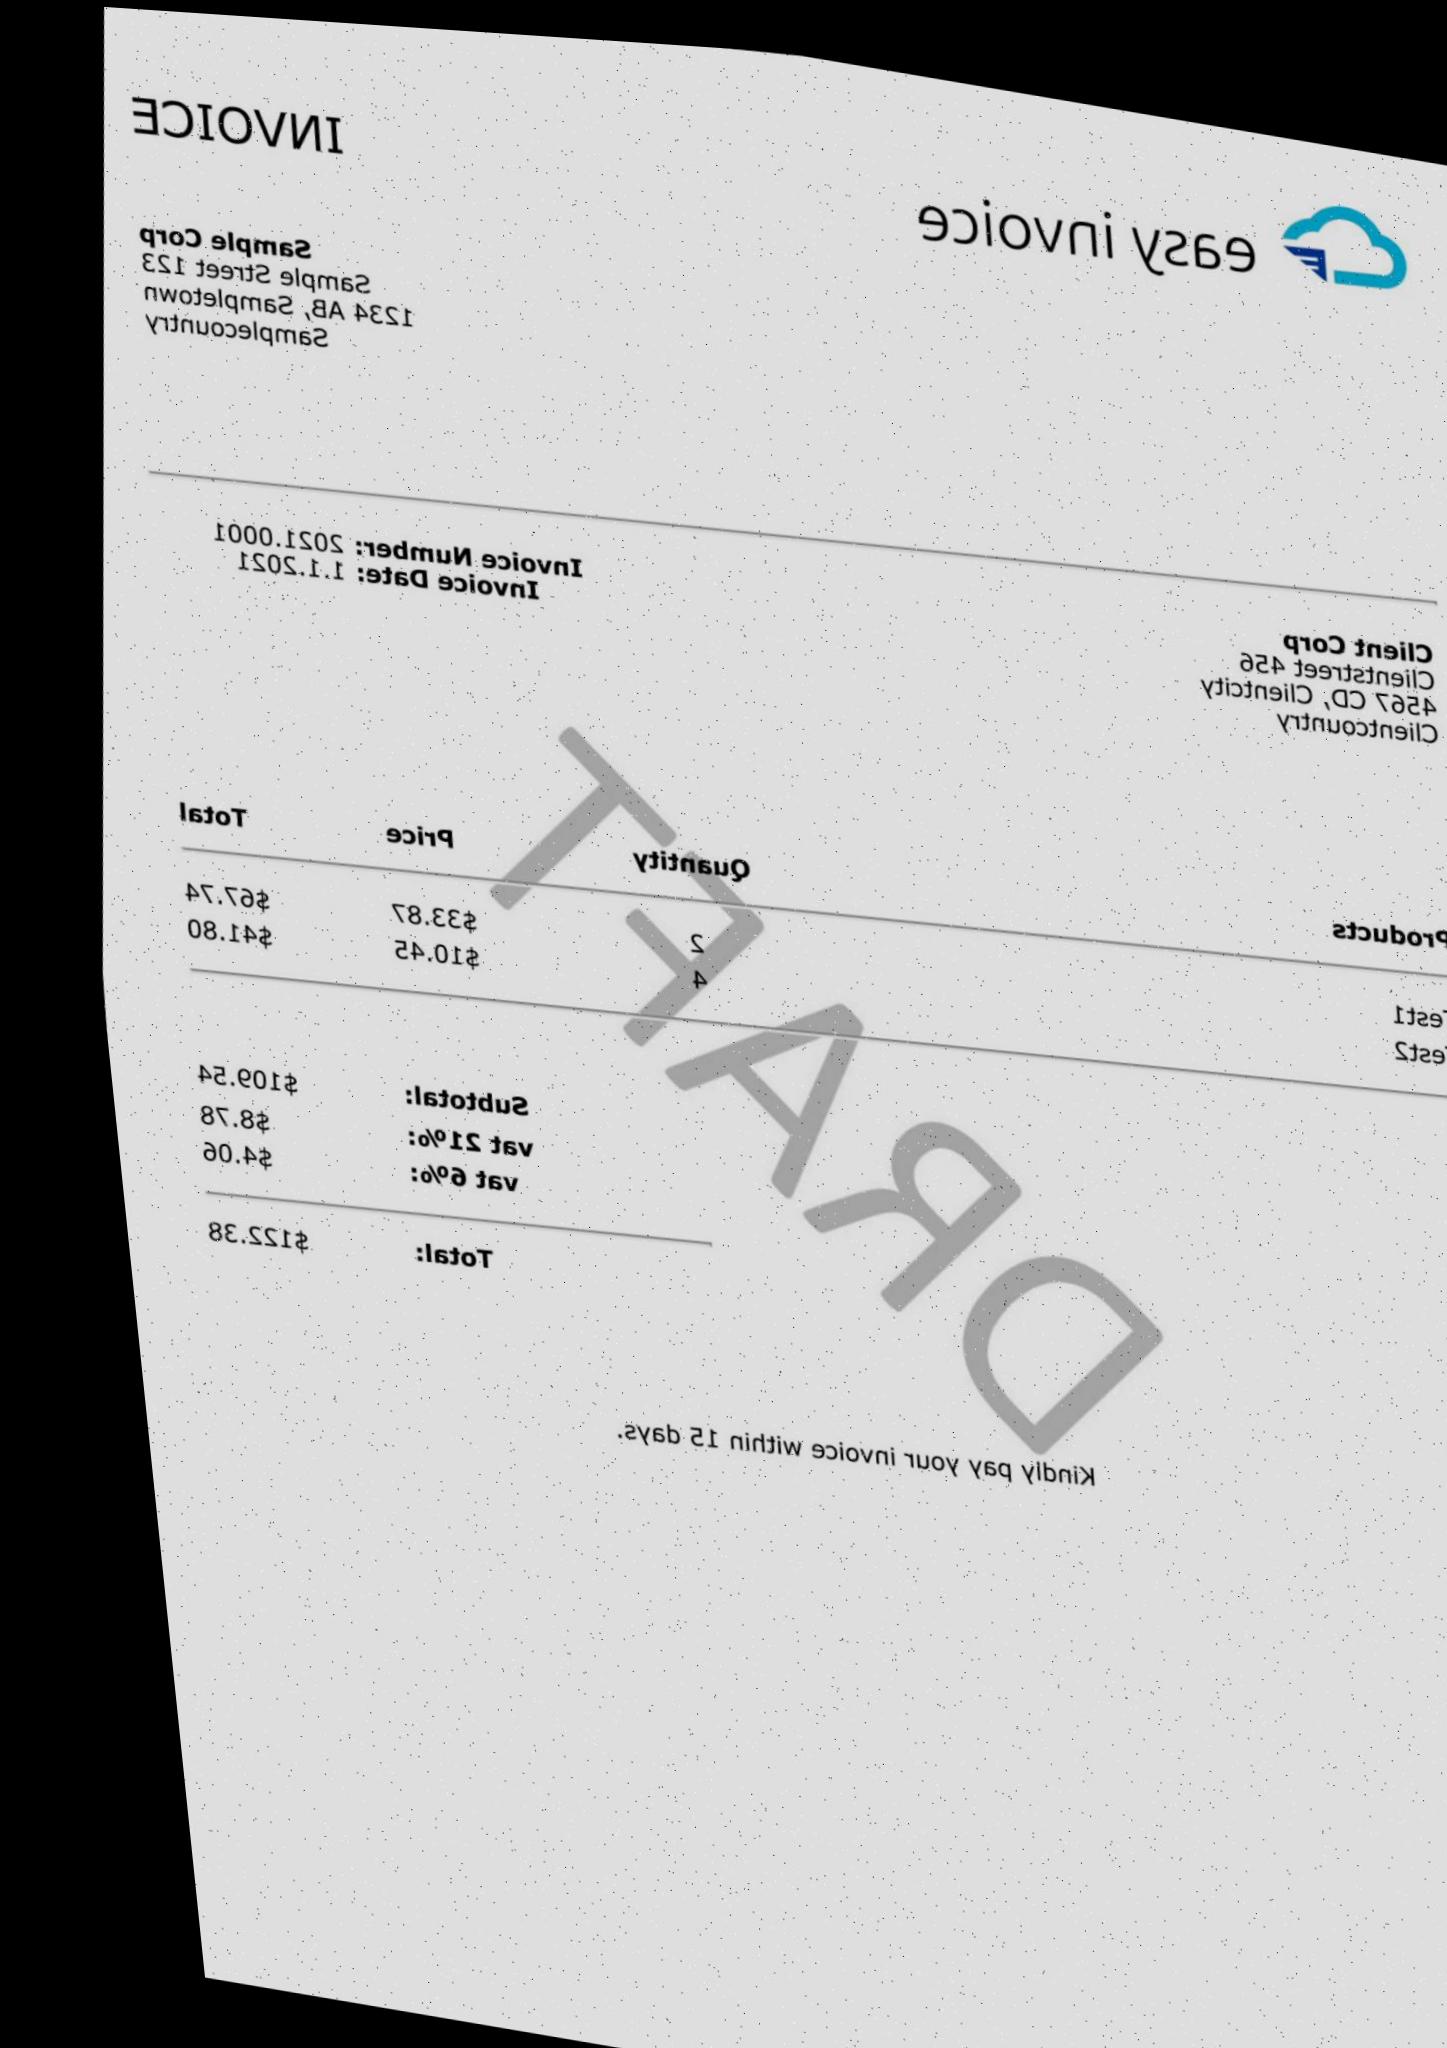 easy invoice
INVOICE
Sample Corp
Sample Street 123
1234 AB, Sampletown
Samplecountry
Invoice Number: 2021.0001
Invoice Date: 1.1.2021
Client Corp
Clientstreet 456
4567 CD, Clientcity
Clientcountry
Products Quantity Price Total
Test1 2 $33.87 $67.74
Test2 4 $10.45 $41.80
Subtotal: $109.54
vat 21%: $8.78
vat 6%: $4.06
Total: $122.38
DRAFT
Kindly pay your invoice within 15 days.